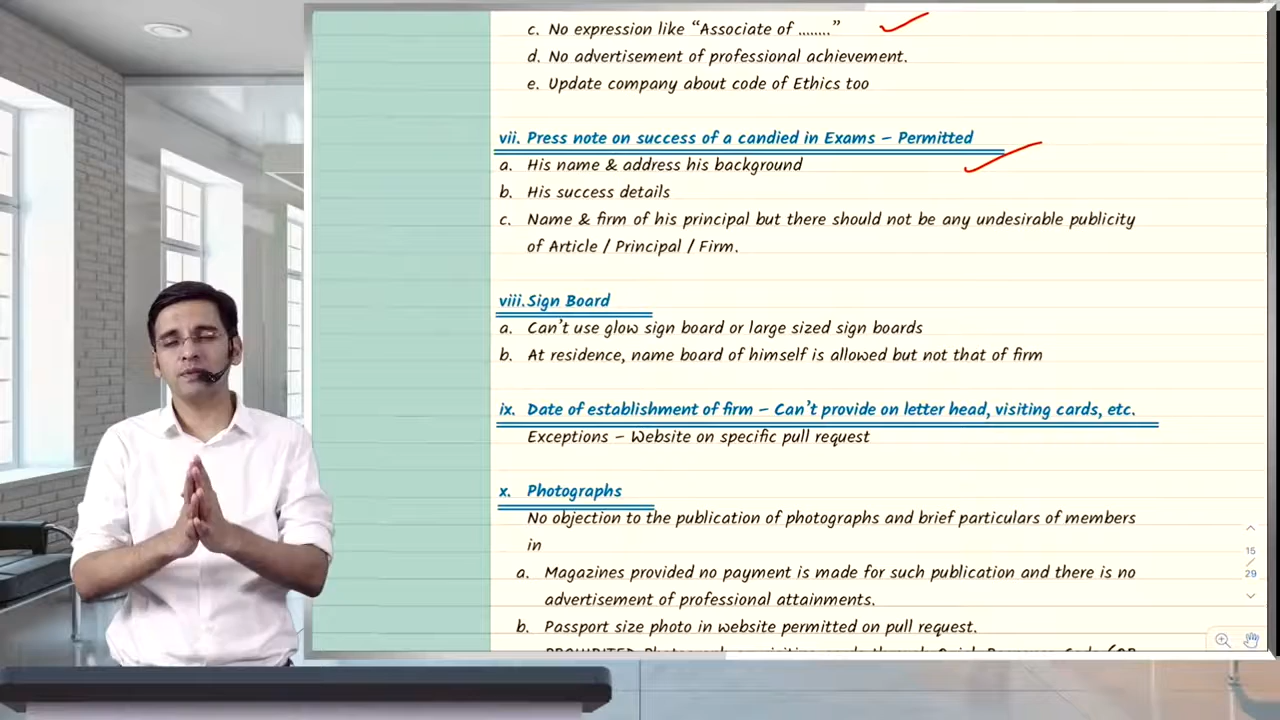 c. No expression like “Associate of ........”
d. No advertisement of professional achievement.
e. Update company about code of Ethics too
vii. Press note on success of a candied in Exams – Permitted
a. His name & address his background
b. His success details
c. Name & firm of his principal but there should not be any undesirable publicity
of Article / Principal / Firm.
viii. Sign Board
a. Can’t use glow sign board or large sized sign boards
b. At residence, name board of himself is allowed but not that of firm
ix. Date of establishment of firm – Can’t provide on letter head, visiting cards, etc.
Exceptions – Website on specific pull request
x. Photographs
No objection to the publication of photographs and brief particulars of members
in
a. Magazines provided no payment is made for such publication and there is no
advertisement of professional attainments.
b. Passport size photo in website permitted on pull request.
15
/
29